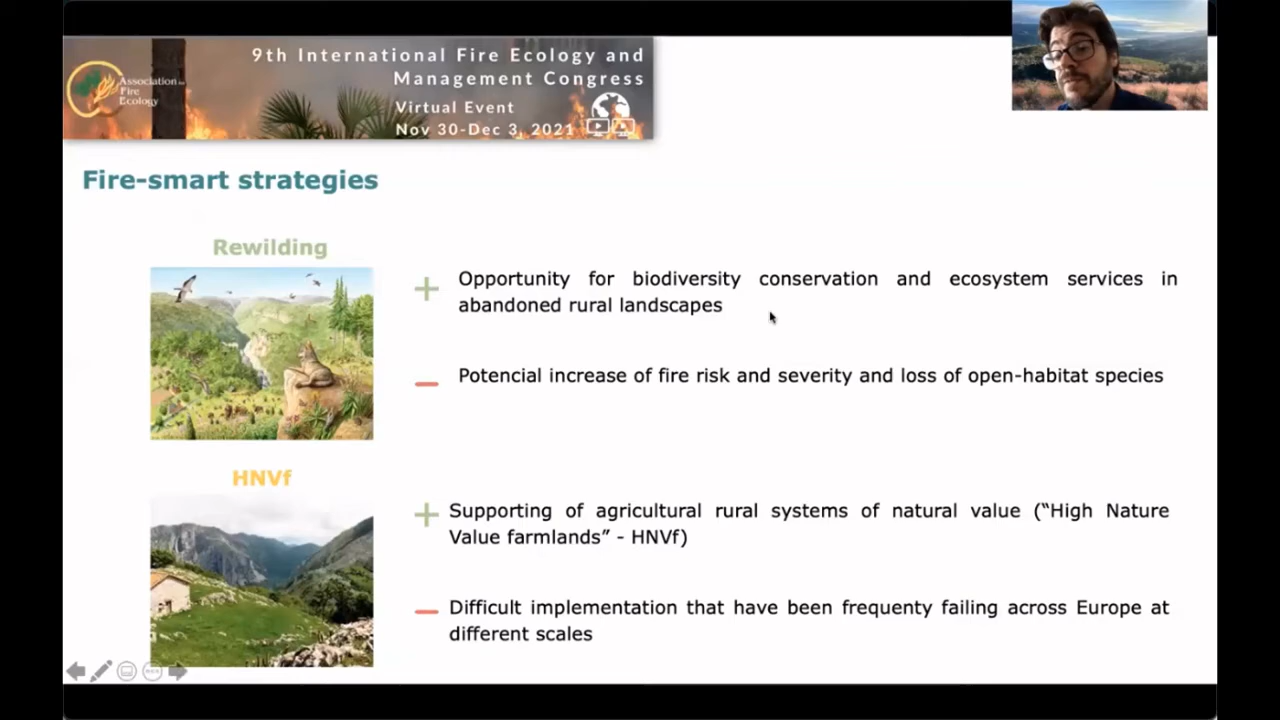 9th International Fire Ecology and
Management Congress
Association for
Fire
Ecology
Virtual Event
Nov 30-Dec 3, 2021
Fire-smart strategies
Rewilding
+ Opportunity for biodiversity conservation and ecosystem services in
abandoned rural landscapes
− Potencial increase of fire risk and severity and loss of open-habitat species
HNVf
+ Supporting of agricultural rural systems of natural value (“High Nature
Value farmlands” - HNVf)
− Difficult implementation that have been frequenty failing across Europe at
different scales